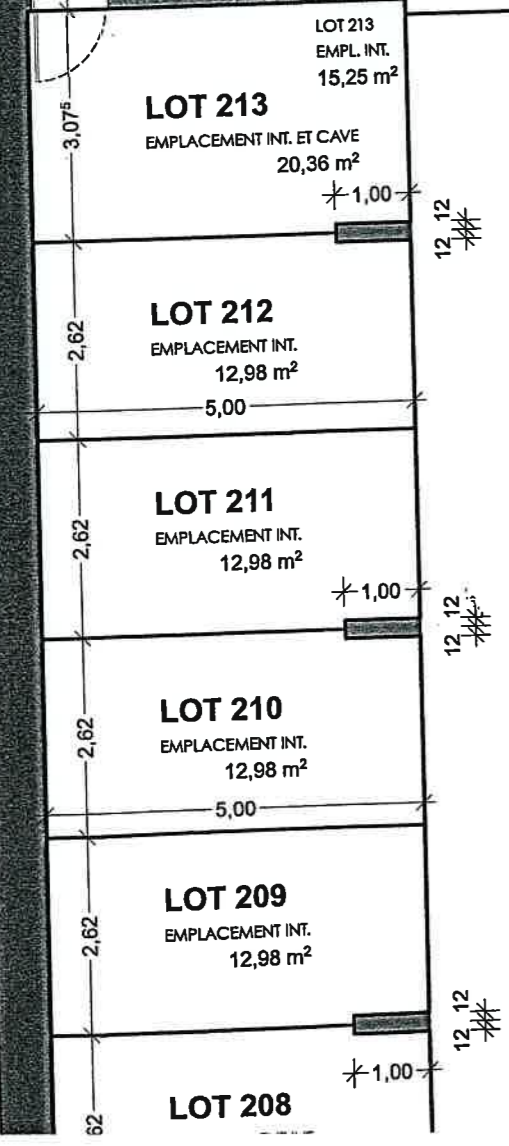 LOT 213
EMPL. INT.
15,25 m²
LOT 213
EMPLACEMENT INT. ET CAVE
20,36 m²
3,07⁵
1,00
12 12
LOT 212
EMPLACEMENT INT.
12,98 m²
2,62
5,00
LOT 211
EMPLACEMENT INT.
12,98 m²
2,62
1,00
12 12
LOT 210
EMPLACEMENT INT.
12,98 m²
2,62
5,00
LOT 209
EMPLACEMENT INT.
12,98 m²
2,62
12 12
1,00
LOT 208
62